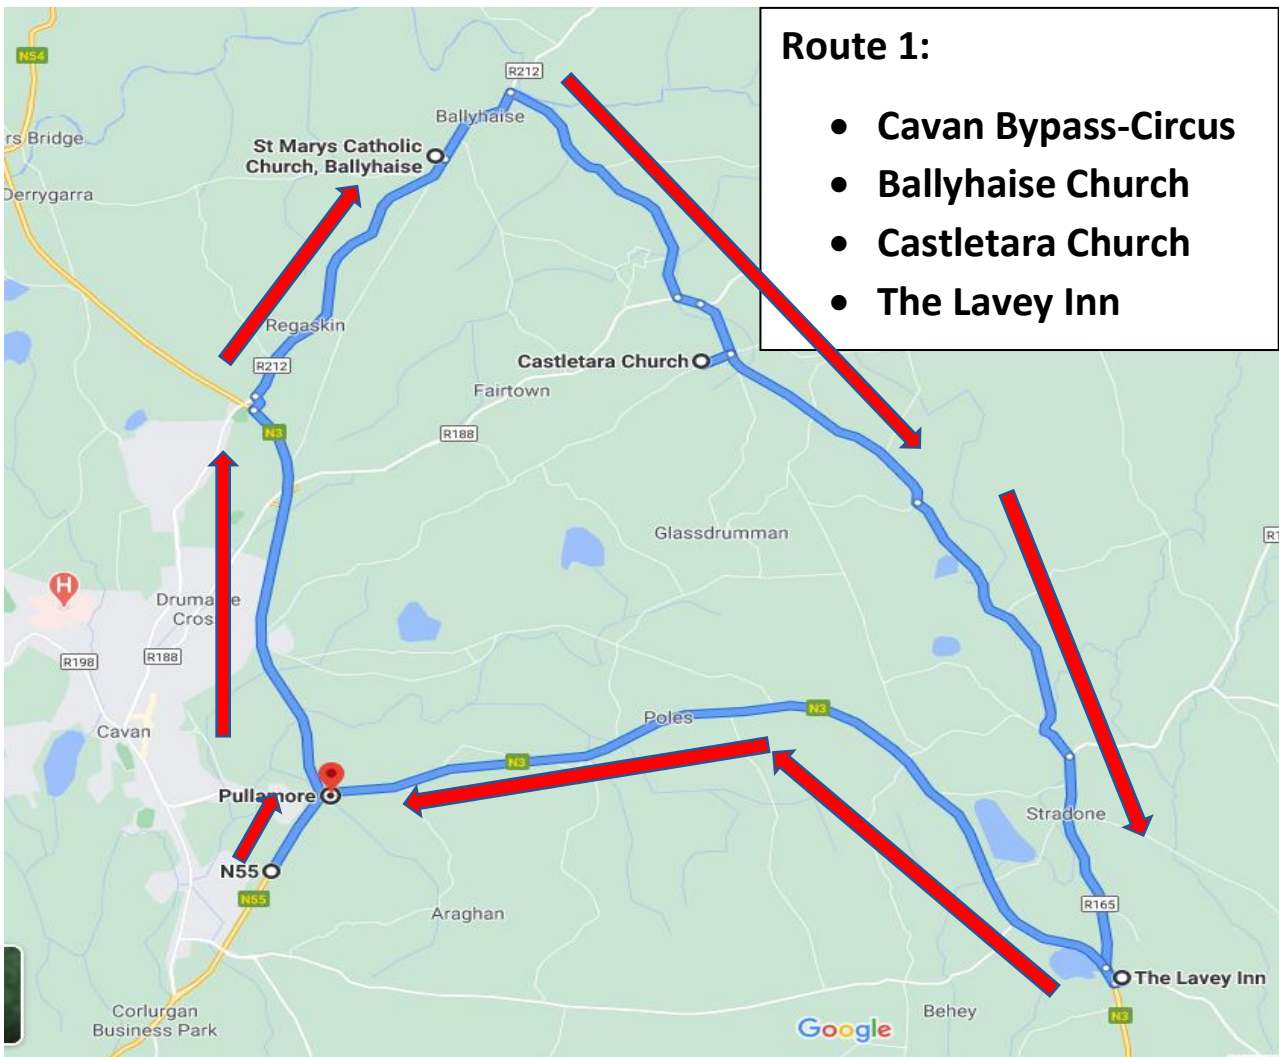 Route 1:
• Cavan Bypass-Circus
• Ballyhaise Church
• Castletara Church
• The Lavey Inn
N54
R212
Ballyhaise
rs Bridge
St Marys Catholic
Church, Ballyhaise
Derrygarra
Regaskin
R212
Castletara Church
Fairtown
N3
R188
Glassdrumman
R1
H
Cros
R198
R188
Poles
N3
Cavan
N3
Pullamore
Stradone
N55
N55
R165
Araghan
The Lavey Inn
Corlurgan
Business Park
Behey
N3
Google